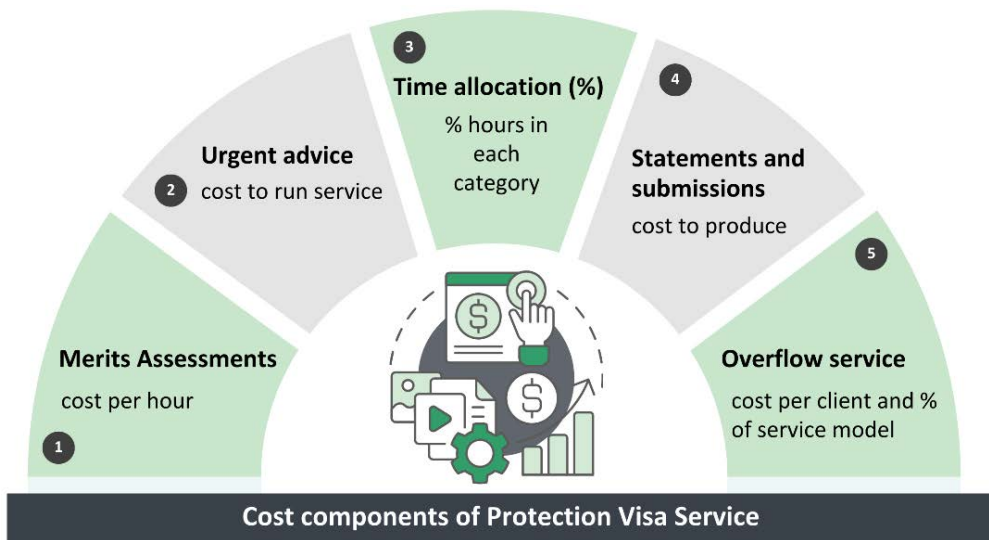 1
Merits Assessments
cost per hour
2
Urgent advice
cost to run service
3
Time allocation (%)
% hours in
each
category
4
Statements and
submissions
cost to produce
5
Overflow service
cost per client and %
of service model
$
$
Cost components of Protection Visa Service